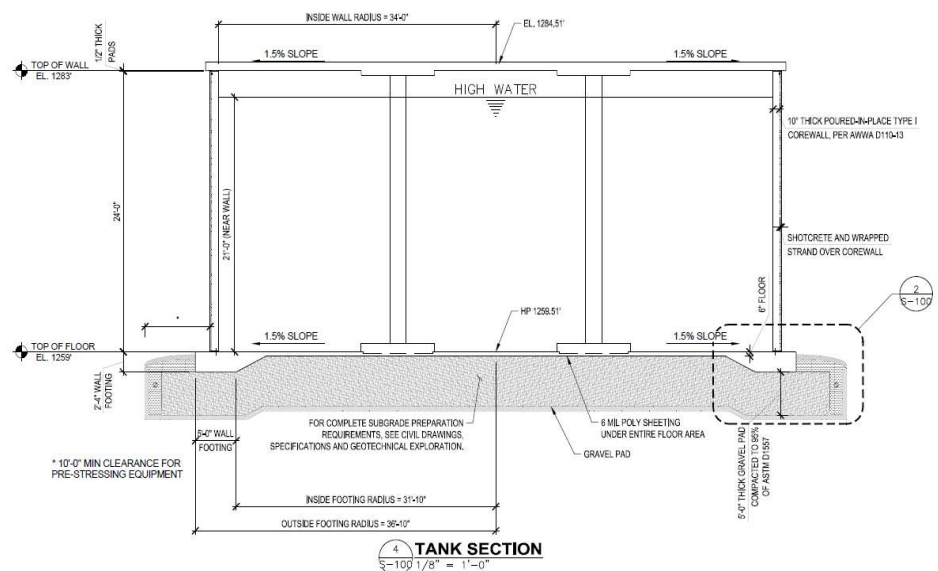 INSIDE WALL RADIUS = 34'-0"
EL. 1284.51'
1/2" THICK
PADS
1.5% SLOPE
1.5% SLOPE
TOP OF WALL
EL. 1283'
HIGH WATER
10" THICK POURED-IN-PLACE TYPE I
COREWALL, PER AWWA D110-13
24'-0"
21'-0" (NEAR WALL)
SHOTCRETE AND WRAPPED
STRAND OVER COREWALL
2
S-100
6" FLOOR
HP 1259.51'
*
1.5% SLOPE
1.5% SLOPE
TOP OF FLOOR
EL. 1259'
2'-4" WALL
FOOTING
5'-0" WALL
FOOTING
FOR COMPLETE SUBGRADE PREPARATION
REQUIREMENTS, SEE CIVIL DRAWINGS,
SPECIFICATIONS AND GEOTECHNICAL EXPLORATION.
6 MIL POLY SHEETING
UNDER ENTIRE FLOOR AREA
GRAVEL PAD
5'-0" THICK GRAVEL PAD
COMPACTED TO 95%
OF ASTM D1557
* 10'-0" MIN CLEARANCE FOR
PRE-STRESSING EQUIPMENT
INSIDE FOOTING RADIUS = 31'-10"
OUTSIDE FOOTING RADIUS = 36'-10"
4
S-100
TANK SECTION
1/8" = 1'-0"